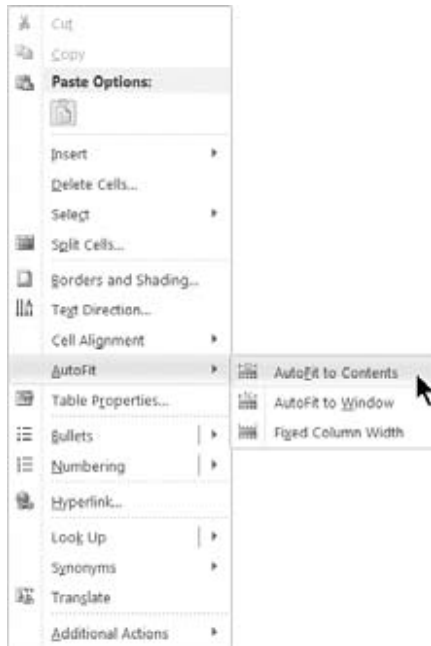 Cut
Copy
Paste Options:
Insert
Delete Cells...
Select
Split Cells...
Borders and Shading...
Text Direction...
Cell Alignment
AutoFit
AutoFit to Contents
AutoFit to Window
Fixed Column Width
Table Properties...
Bullets
Numbering
Hyperlink...
Look Up
Synonyms
Translate
Additional Actions